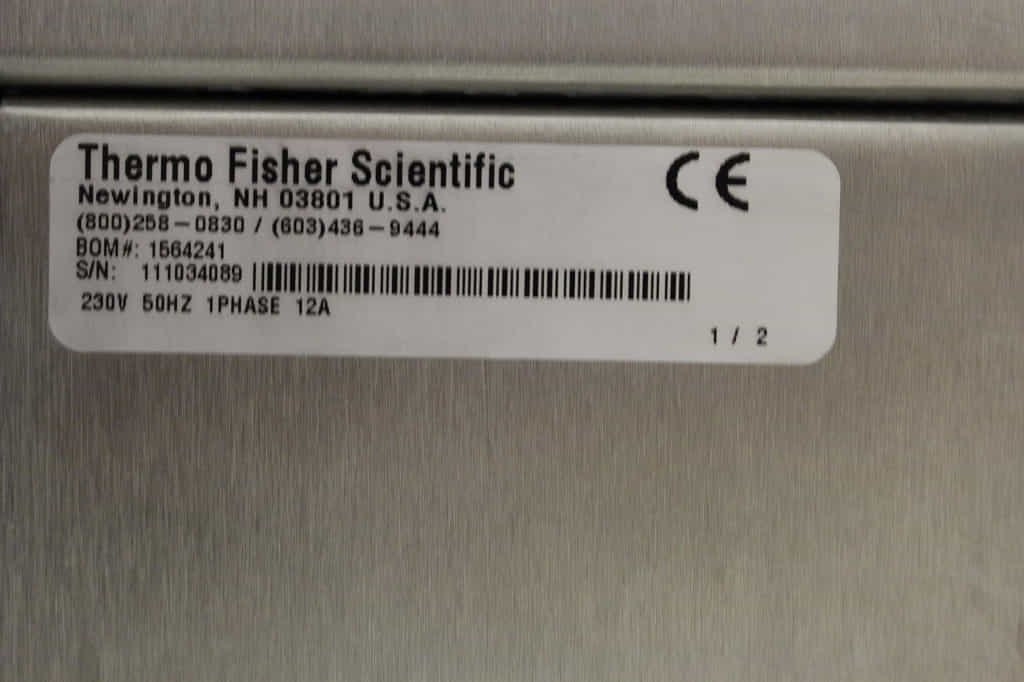 Thermo Fisher Scientific
CE
Newington, NH 03801 U.S.A.
(800)258-0830 / (603)436-9444
BOM#: 1564241
S/N: 111034089
230V 50HZ 1PHASE 12A
1 / 2